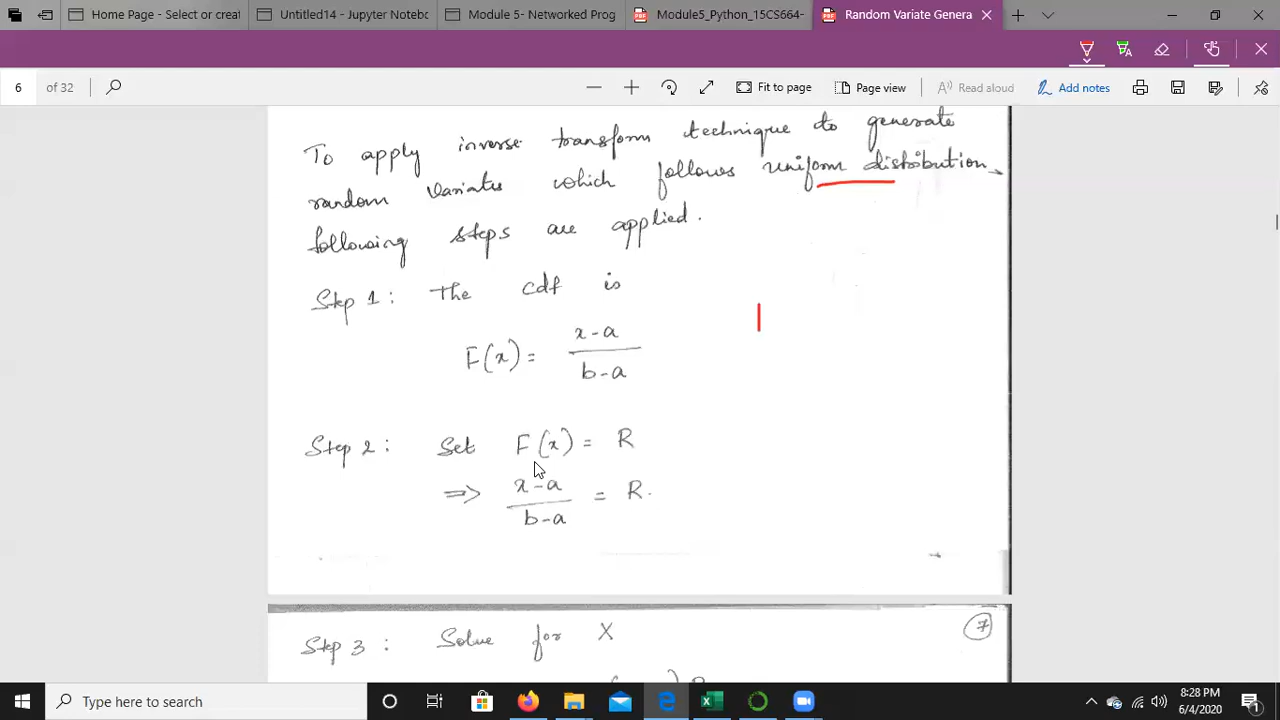 Home Page - Select or creat
Untitled14 - Jupyter Notebc
Module 5- Networked Prog
Module5_Python_15CS664-
Random Variate Genera
6 of 32
Fit to page
Page view
Read aloud
Add notes
To apply inverse transform technique to generate
random variates which follows uniform distribution
following steps are applied.
Step 1: The cdf is
F(x) = x-a / b-a
Step 2: Set F(x) = R
=> x-a / b-a = R.
Step 3: Solve for X
7
Type here to search
8:28 PM
6/4/2020